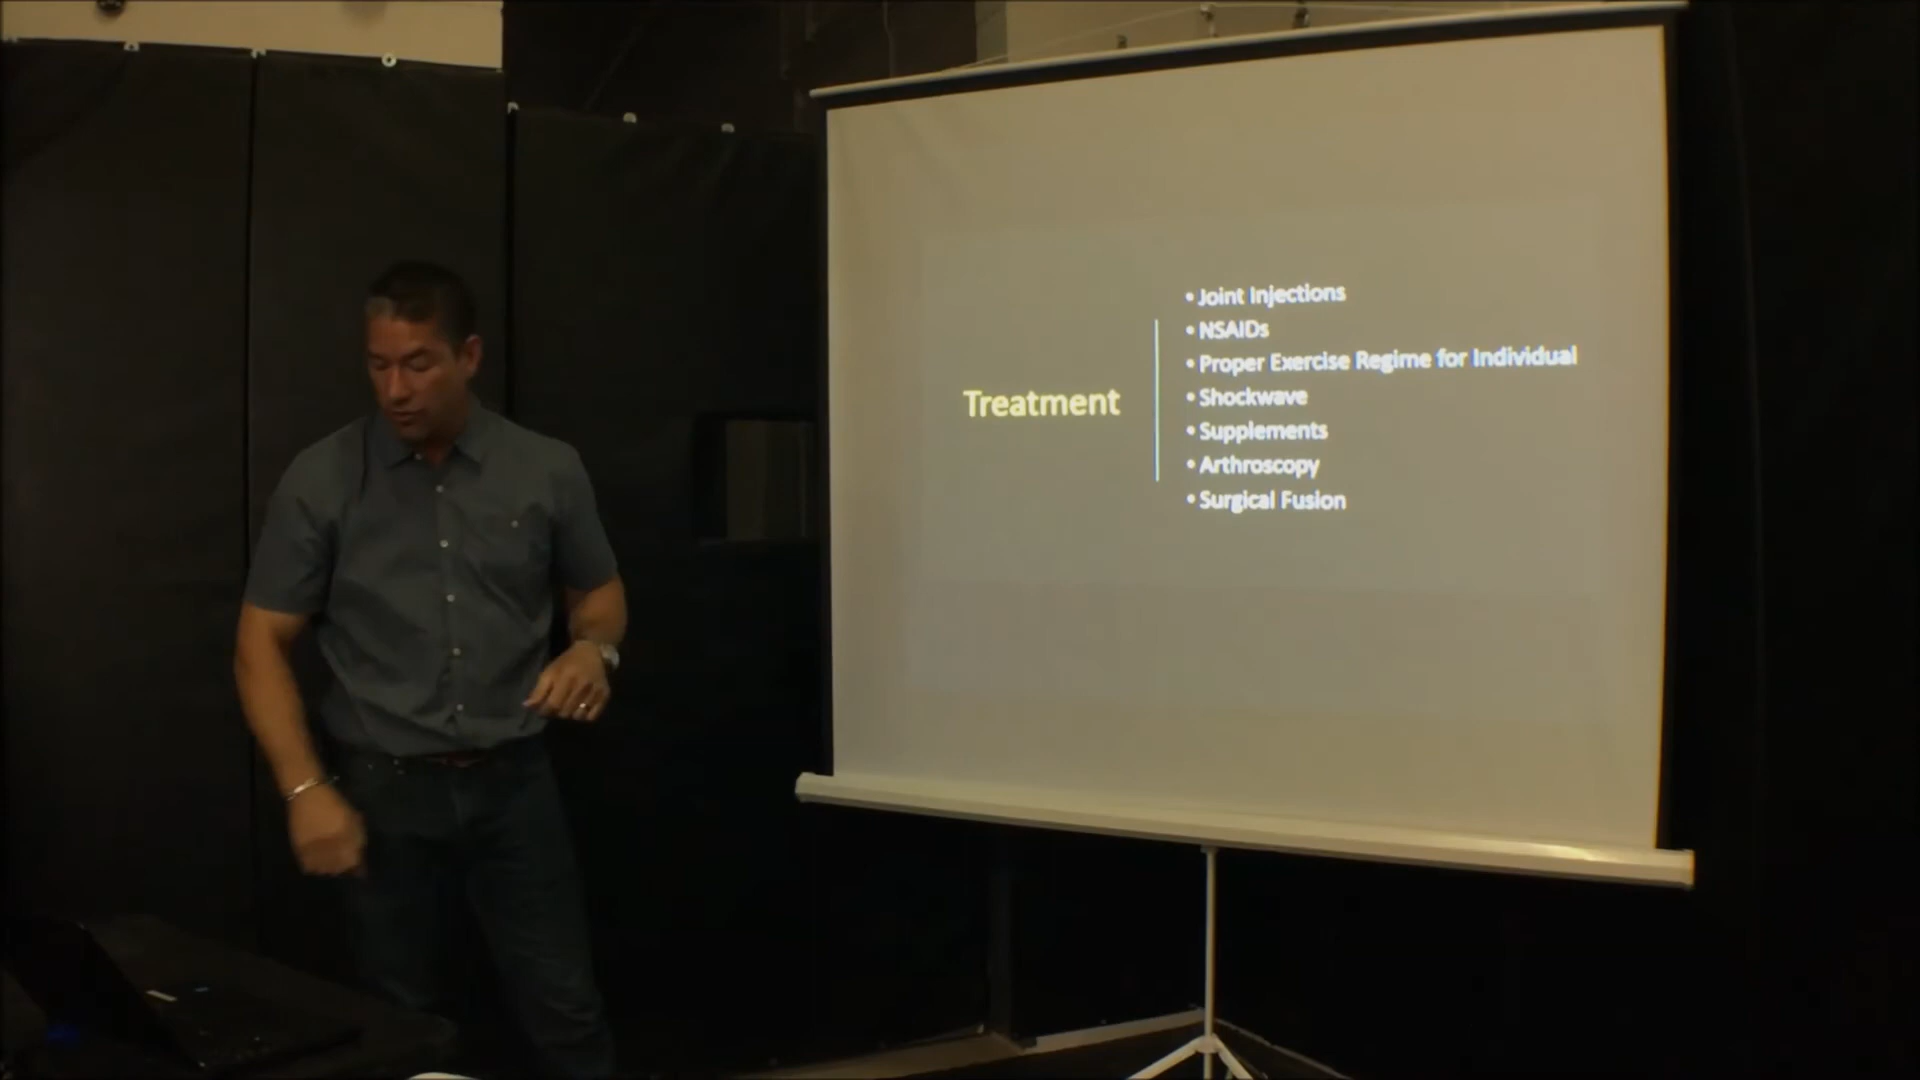 Treatment
• Joint Injections
• NSAIDs
• Proper Exercise Regime for Individual
• Shockwave
• Supplements
• Arthroscopy
• Surgical Fusion